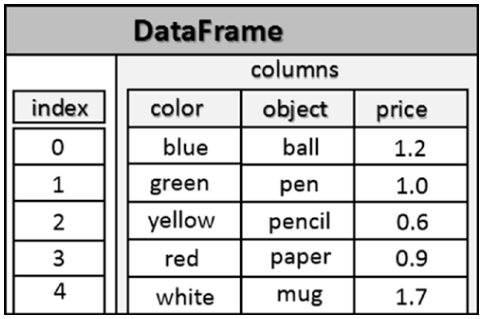 DataFrame
columns
index color object price
0 blue ball 1.2
1 green pen 1.0
2 yellow pencil 0.6
3 red paper 0.9
4 white mug 1.7